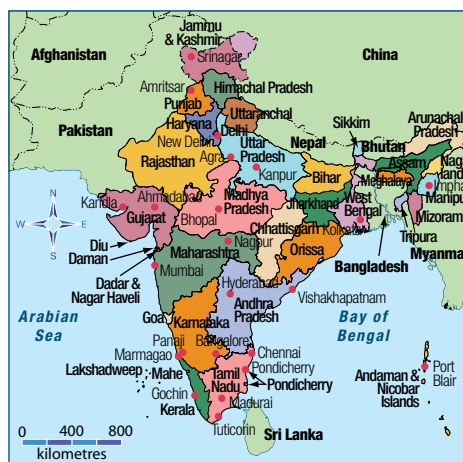 Jammu
& Kashmir
Srinagar
Afghanistan
China
Amritsar
Punjab
Himachal Pradesh
Haryana
Uttaranchal
Pakistan
New Delhi
Delhi
Nepal
Sikkim
Bhutan
Arunachal
Pradesh
Rajasthan
Agra
Uttar
Pradesh
Kanpur
Bihar
Assam
Meghalaya
Manipu
Mizoram
Tripura
Myanma
N
W
E
S
Kandla
Ahmadabad
Gujarat
Bhopal
Madhya
Pradesh
Jharkhand
West
Bengal
Kolkata
Chhattisgarh
Diu
Daman
Nagpur
Orissa
Bangladesh
Dadar &
Nagar Haveli
Maharashtra
Mumbai
Hyderabad
Andhra
Pradesh
Vishakhapatnam
Arabian
Sea
Bay of
Bengal
Goa
Karnataka
Panaji
Marmagao
Bangalore
Chennai
Pondicherry
Lakshadweep
Mahe
Tamil
Nadu
Pondicherry
Andaman &
Nicobar
Islands
Port
Blair
Gochin
Kerala
Madurai
Tuticorin
Sri Lanka
0 400 800
kilometres